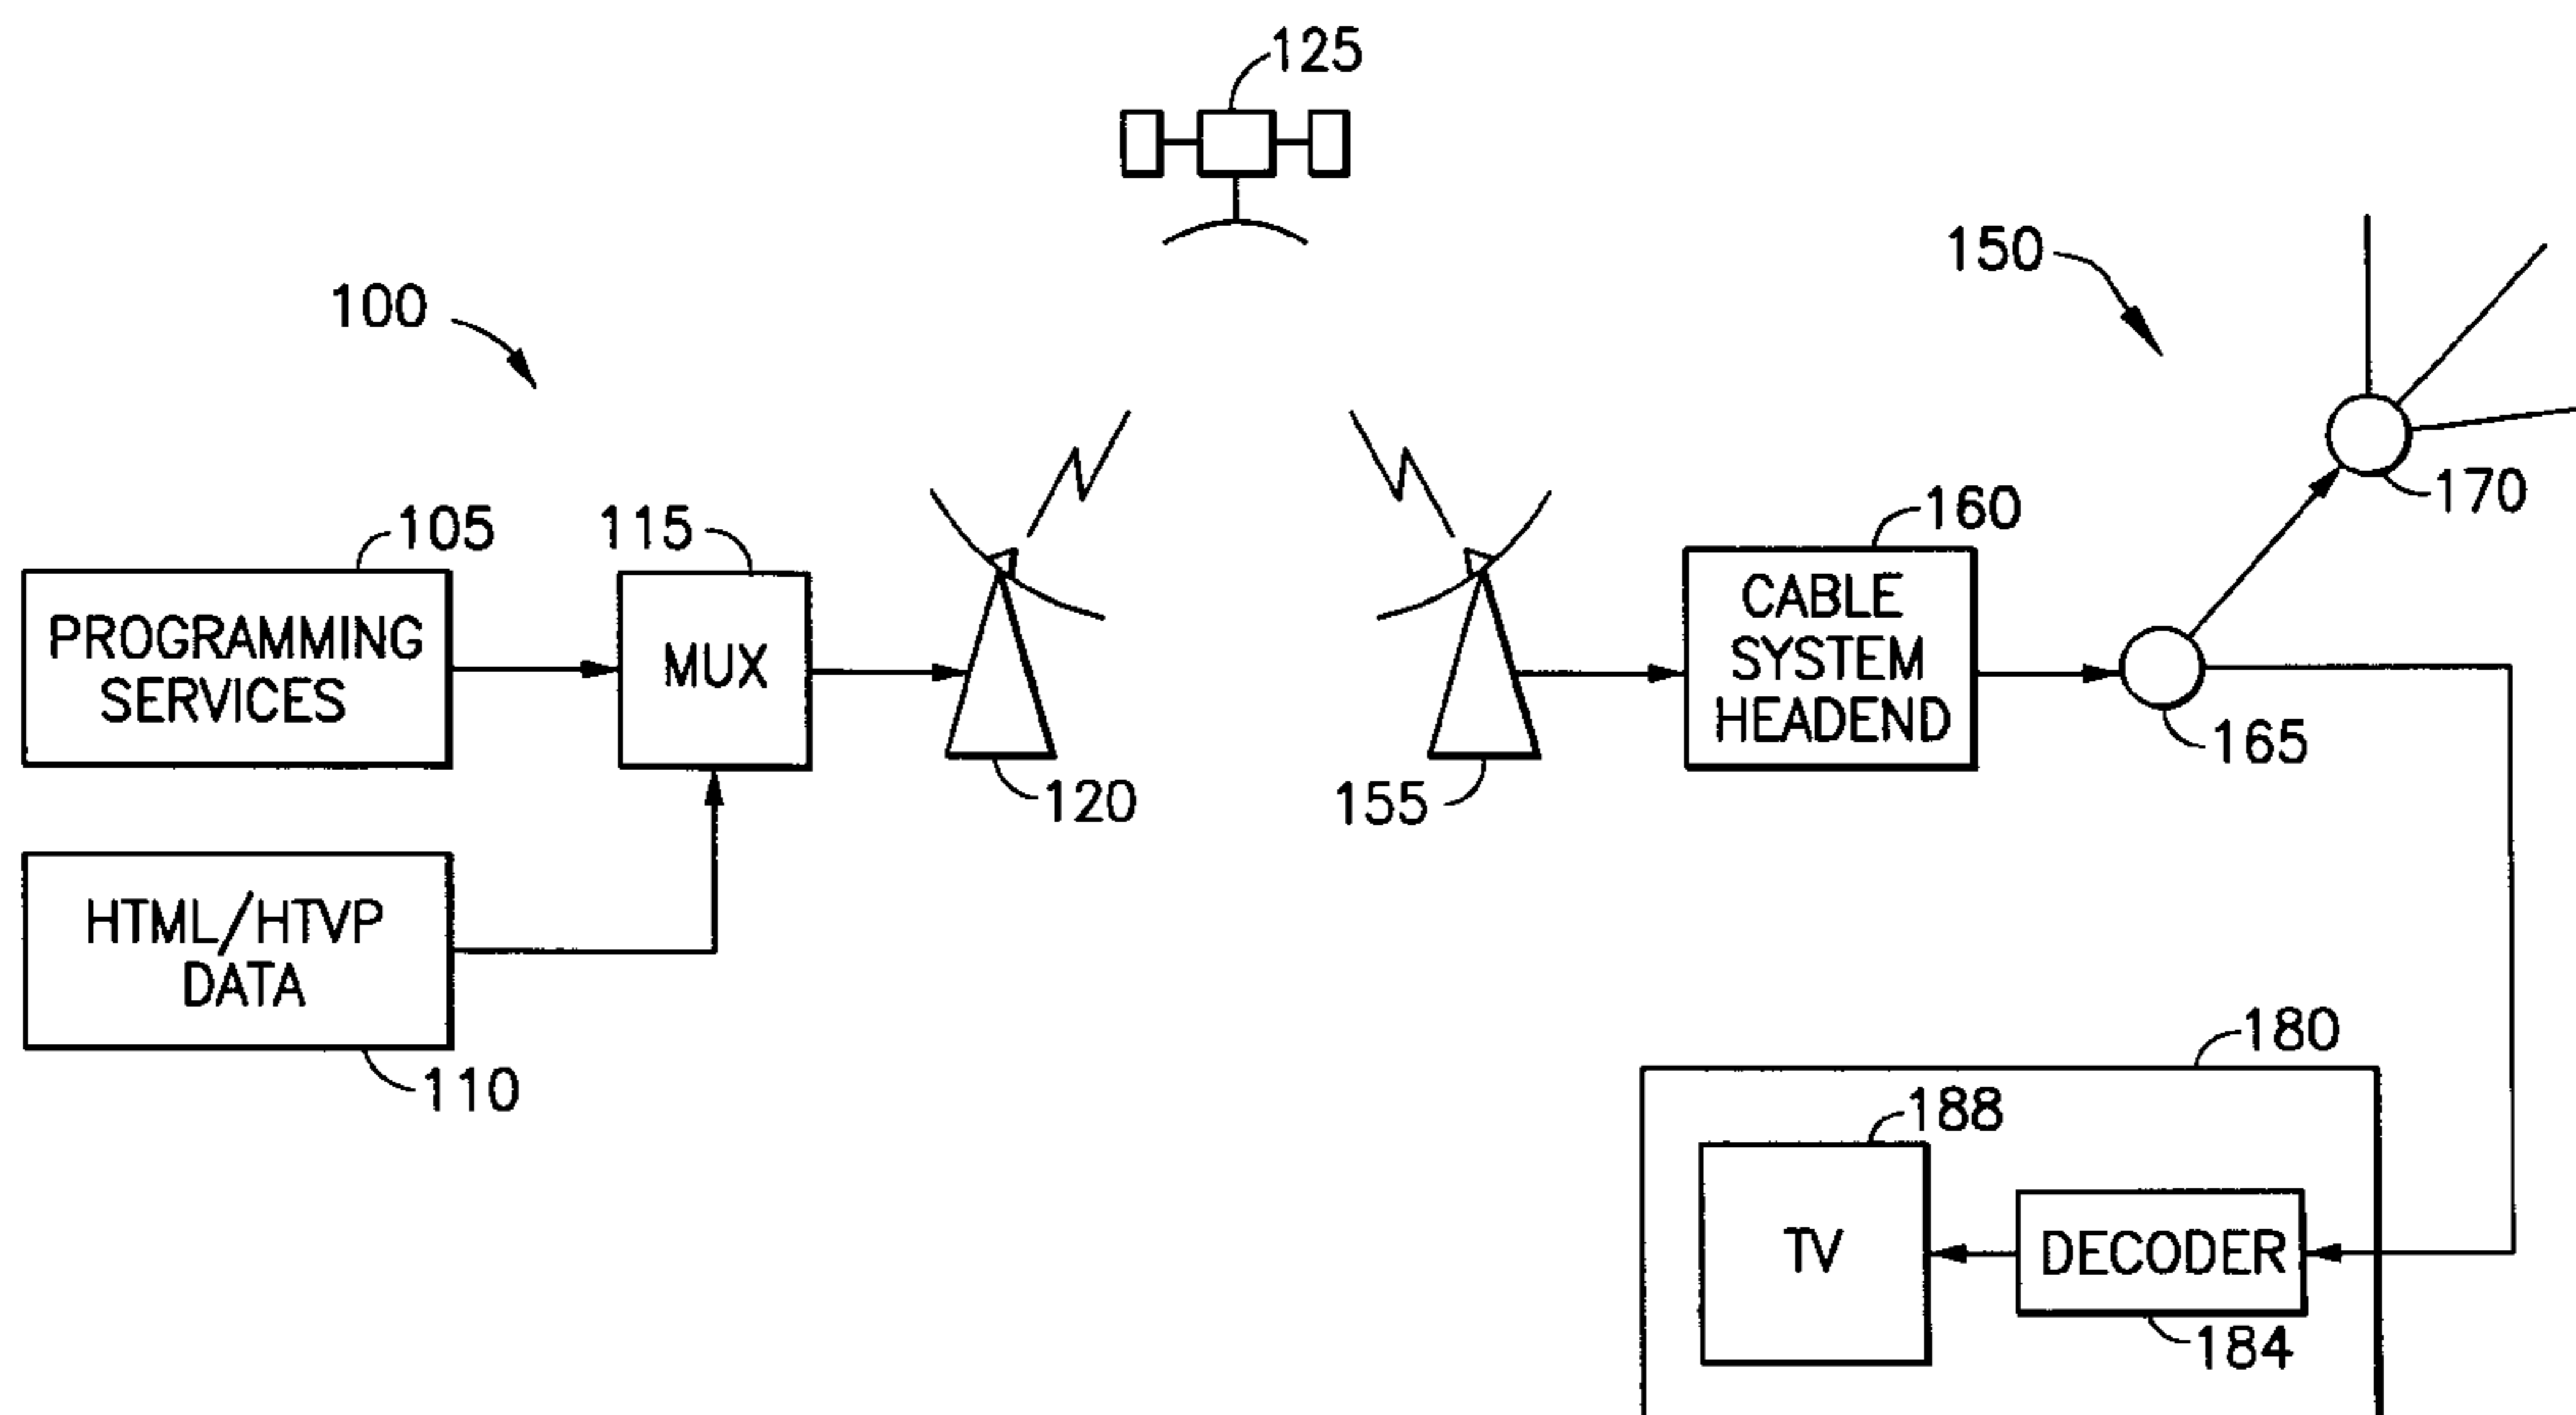 125
150
100
170
105
115
160
PROGRAMMING
SERVICES
MUX
CABLE
SYSTEM
HEADEND
165
120
155
HTML/HTVP
DATA
110
180
188
TV
DECODER
184